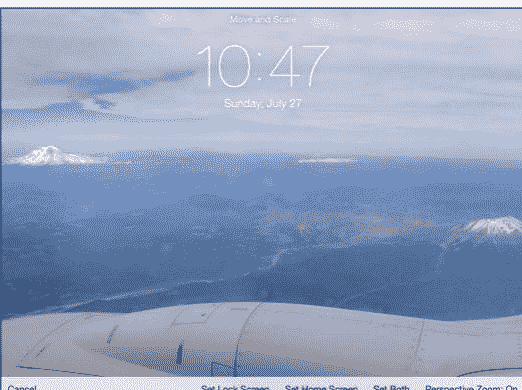 Move and Scale
10:47
Sunday, July 27
Cancel Set Lock Screen Set Home Screen Set Both Perspective Zoom: On